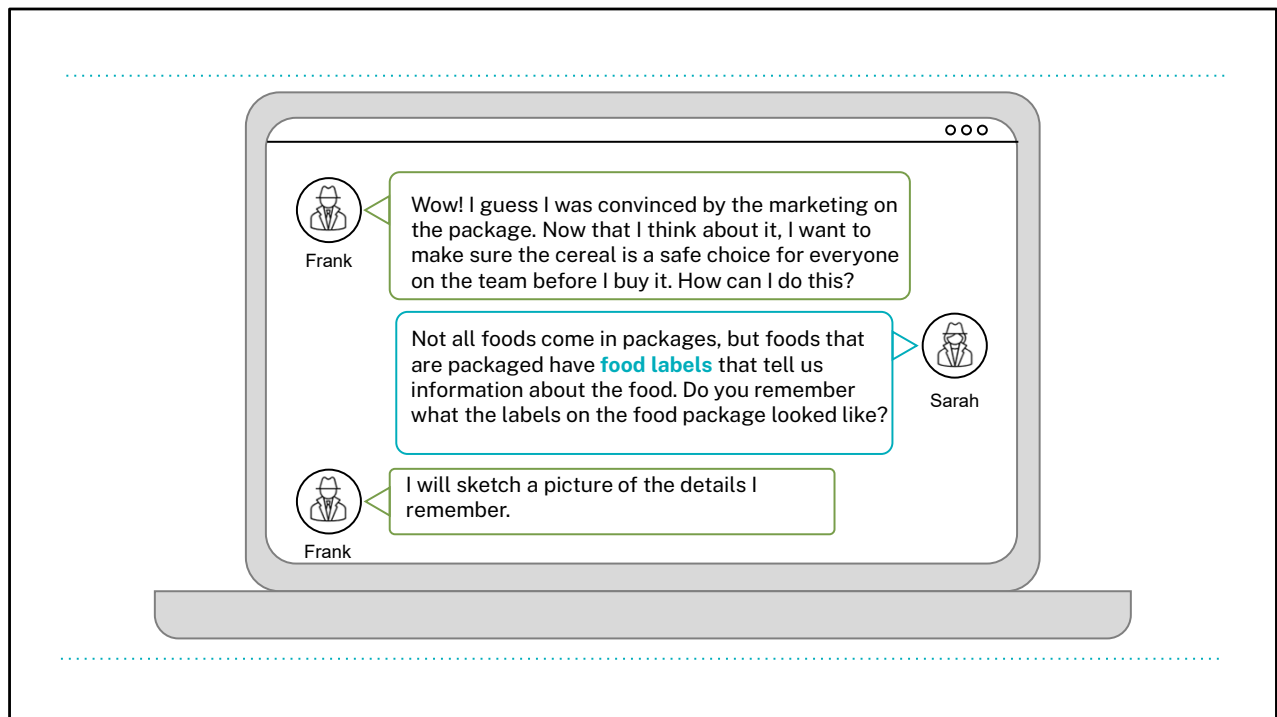 Wow! I guess I was convinced by the marketing on
the package. Now that I think about it, I want to
make sure the cereal is a safe choice for everyone
on the team before I buy it. How can I do this?
Frank
Not all foods come in packages, but foods that
are packaged have food labels that tell us
information about the food. Do you remember
what the labels on the food package looked like?
Sarah
I will sketch a picture of the details I
remember.
Frank